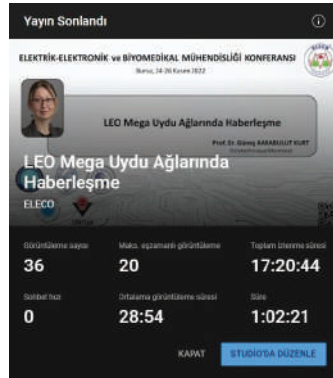 Yayın Sonlandı
ELEKTRİK-ELEKTRONİK ve BİYOMEDİKAL MÜHENDİSLİĞİ KONFERANSI
Bursa, 24-26 Kasım 2022
LEO Mega Uydu Ağlarında Haberleşme
Prof. Dr. Güneş KARABULUT KURT
LEO Mega Uydu Ağlarında
Haberleşme
ELECO
Görüntüleme sayısı
Maks. eşzamanlı görüntüleme
Toplam izlenme süresi
36
20
17:20:44
Sohbet hızı
Ortalama görüntüleme süresi
Süre
0
28:54
1:02:21
KAPAT
STUDIO'DA DÜZENLE